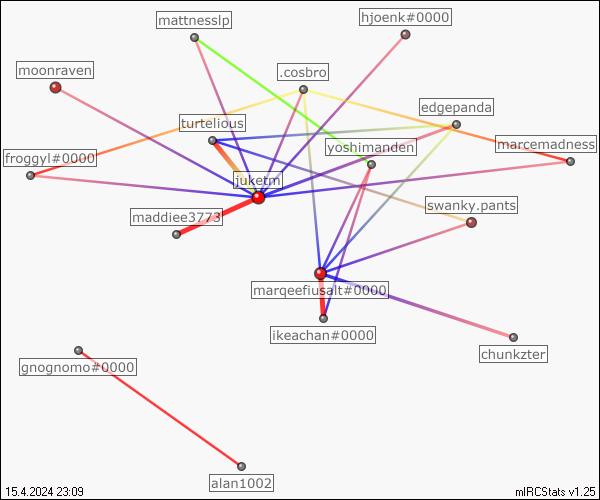 mattnesslp
hjoenk#0000
moonraven
.cosbro
edgepanda
turtelious
yoshimanden
marcemadness
froggyl#0000
juketm
maddiee3773
swanky.pants
marqeefiusalt#0000
ikeachan#0000
chunkzter
gnognomo#0000
alan1002
15.4.2024 23:09
mIRCStats v1.25